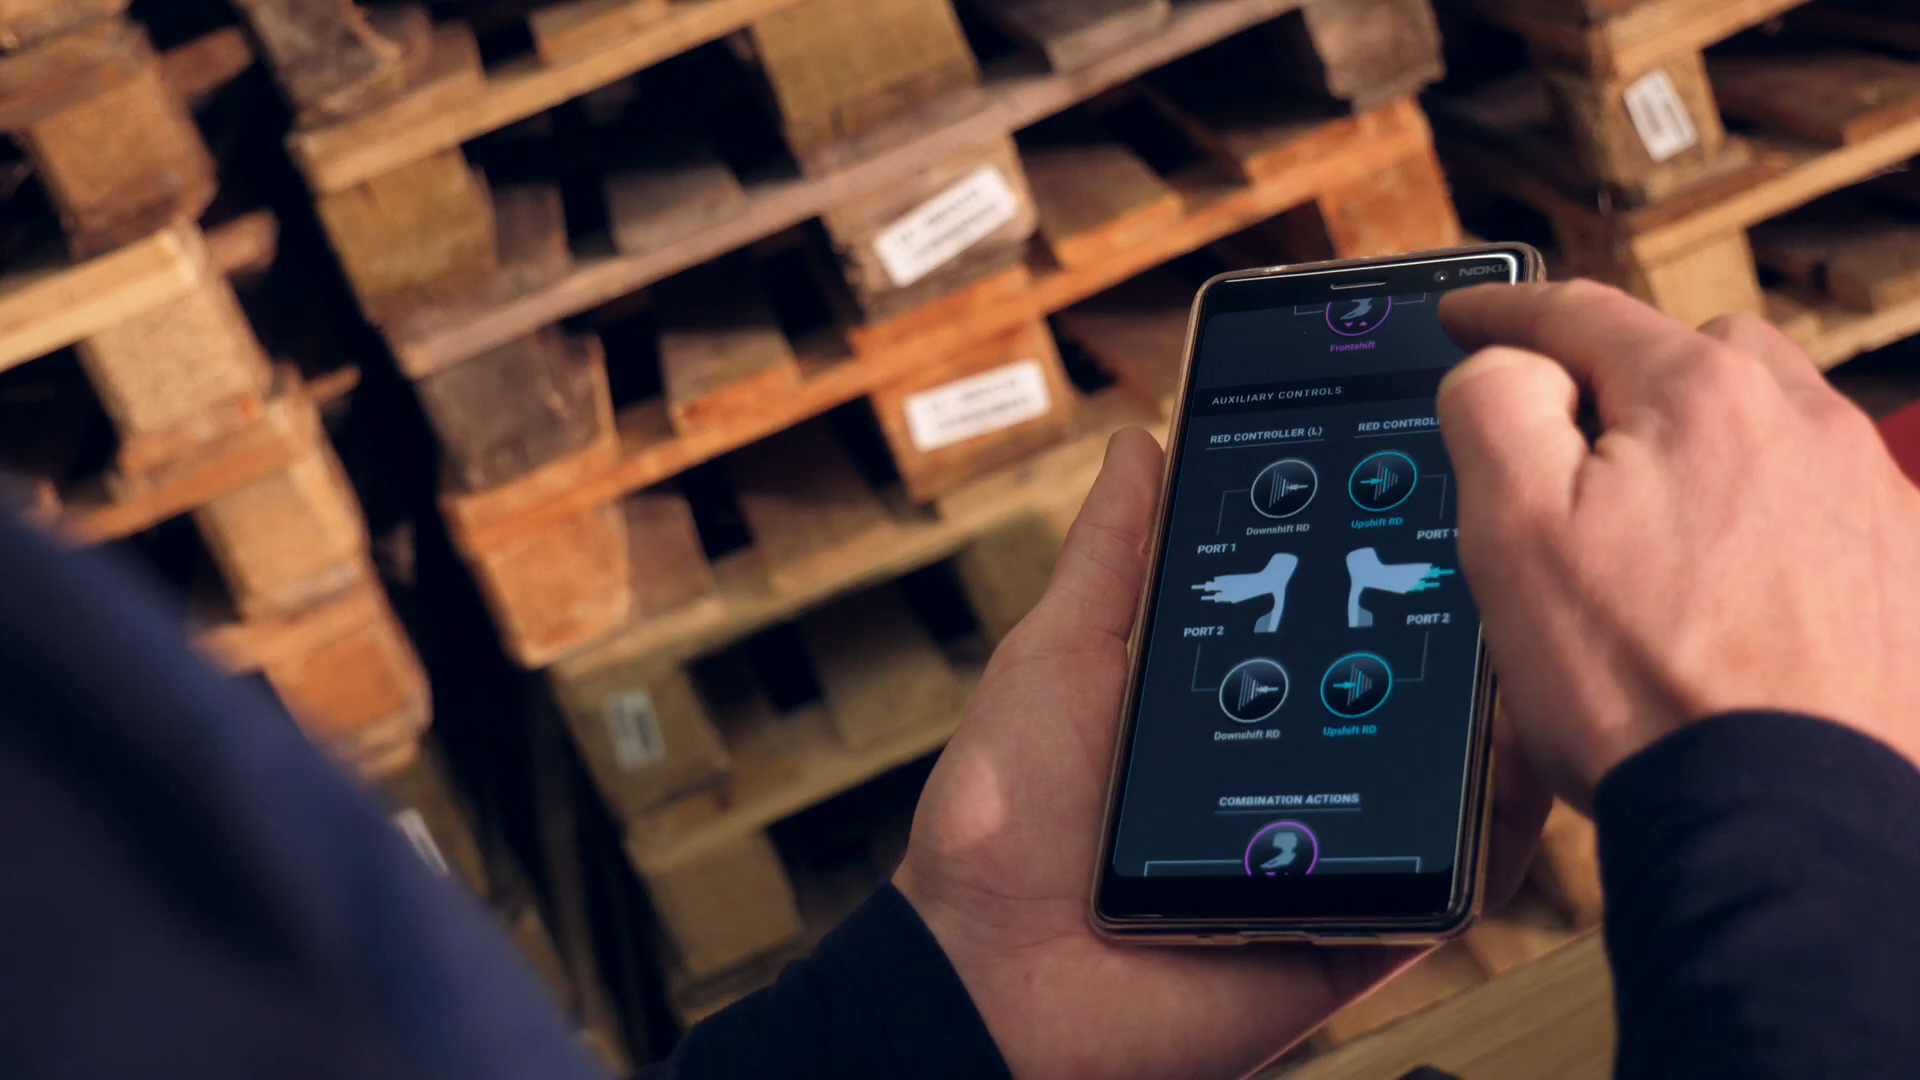 NOKIA
Frontshift
AUXILIARY CONTROLS
RED CONTROLLER (L)
RED CONTROL
Downshift RD
Upshift RD
PORT 1
PORT 1
PORT 2
PORT 2
Downshift RD
Upshift RD
COMBINATION ACTIONS